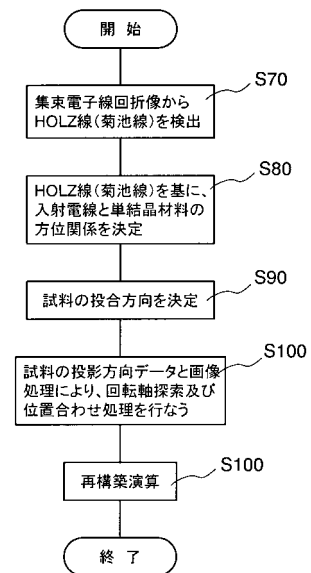 開 始
S70
集束電子線回折像から
HOLZ線(菊池線)を検出
S80
HOLZ線(菊池線)を基に、
入射電線と単結晶材料の
方位関係を決定
S90
試料の投合方向を決定
S100
試料の投影方向データと画像
処理により、回転軸探索及び
位置合わせ処理を行なう
S100
再構築演算
終 了